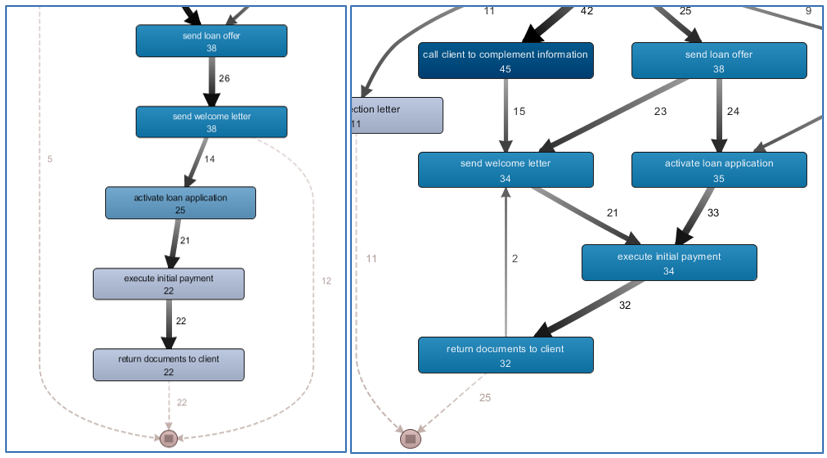 send loan offer
38
26
send welcome letter
38
14
5
activate loan application
25
21
execute initial payment
22
12
22
return documents to client
22
22
11
42
25
9
call client to complement information
45
send loan offer
38
ection letter
11
15
23
24
send welcome letter
34
activate loan application
35
21
33
11
2
execute initial payment
34
32
return documents to client
32
25